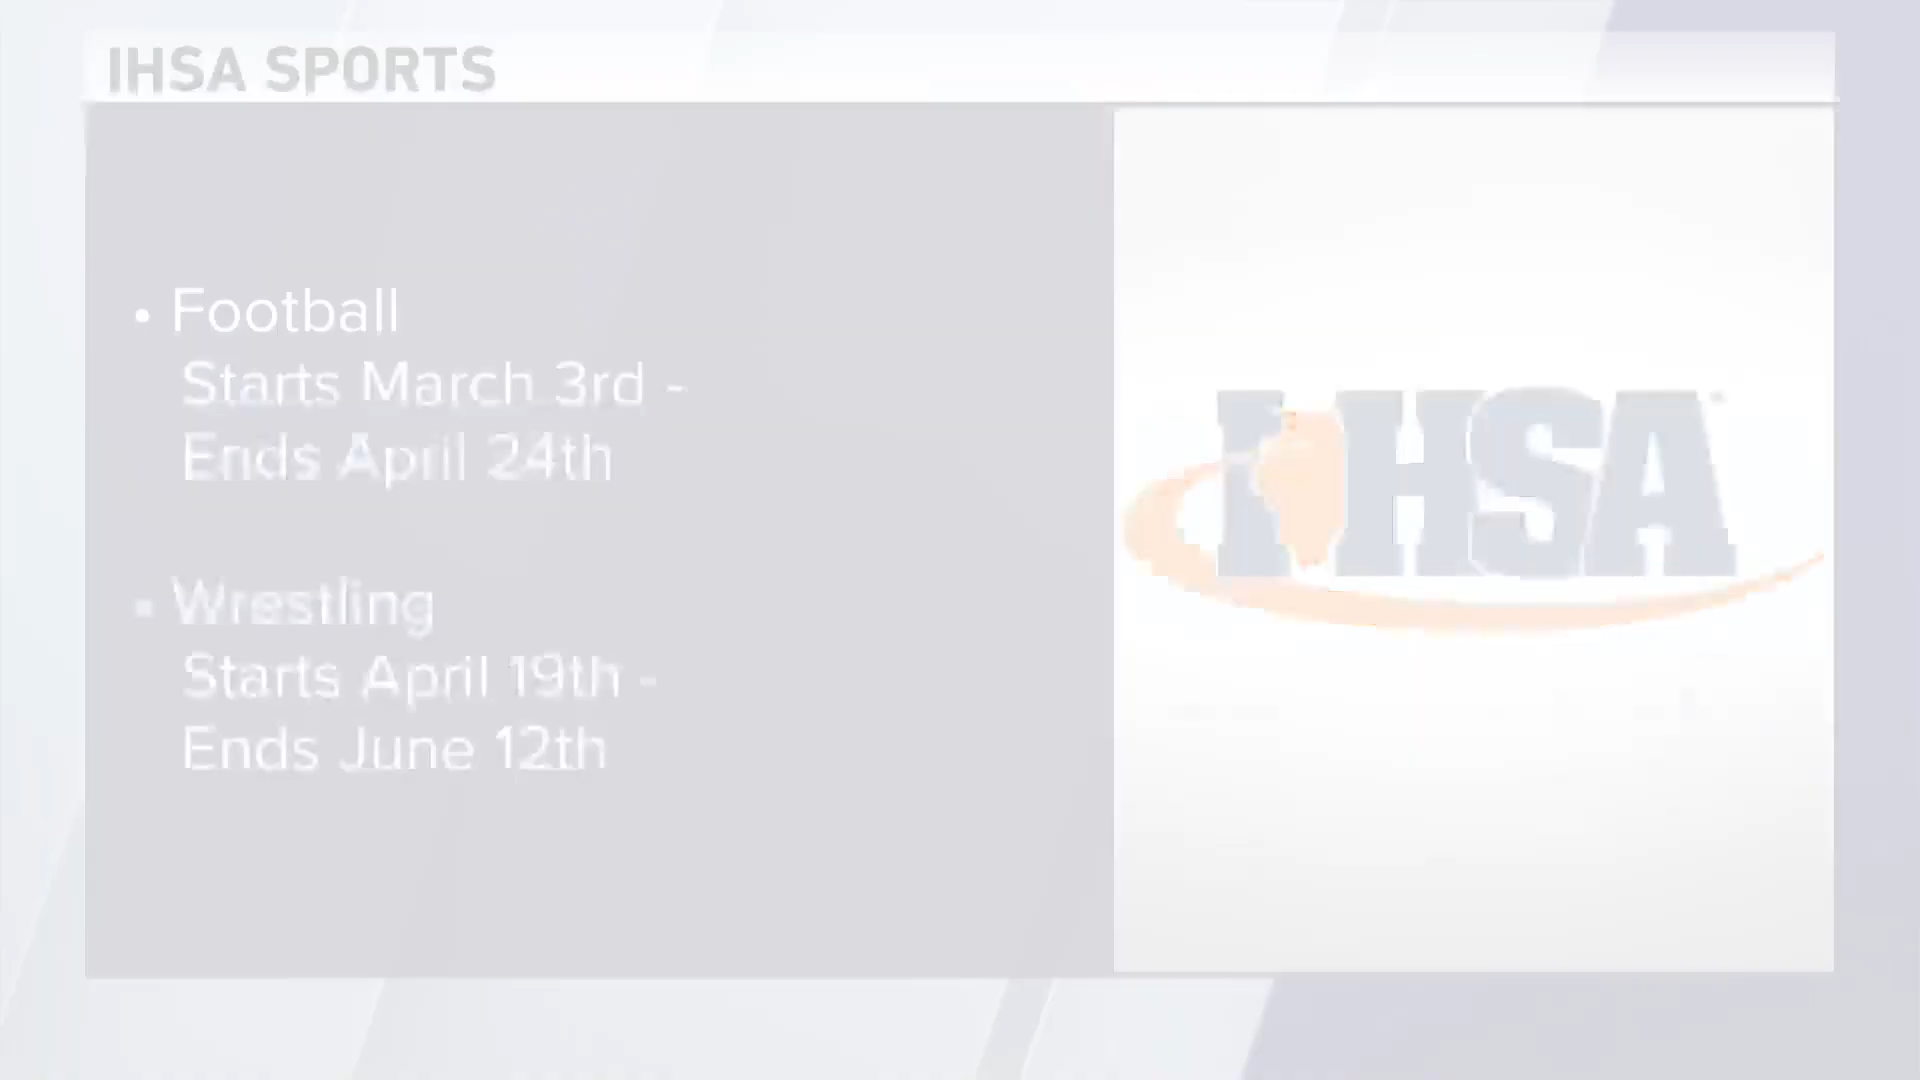 IHSA SPORTS
• Football
Starts March 3rd -
Ends April 24th
• Wrestling
Starts April 19th -
Ends June 12th
IHSA